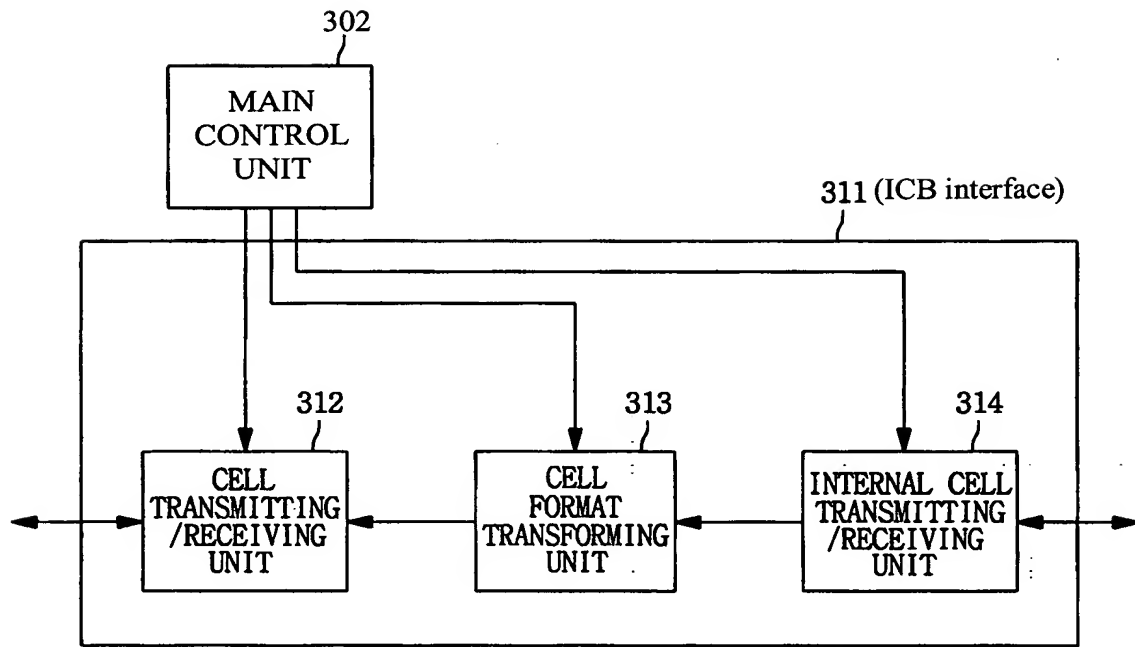 302
MAIN
CONTROL
UNIT
311 (ICB interface)
312
313
314
CELL
TRANSMITTING
/RECEIVING
UNIT
CELL
FORMAT
TRANSFORMING
UNIT
INTERNAL CELL
TRANSMITTING
/RECEIVING
UNIT